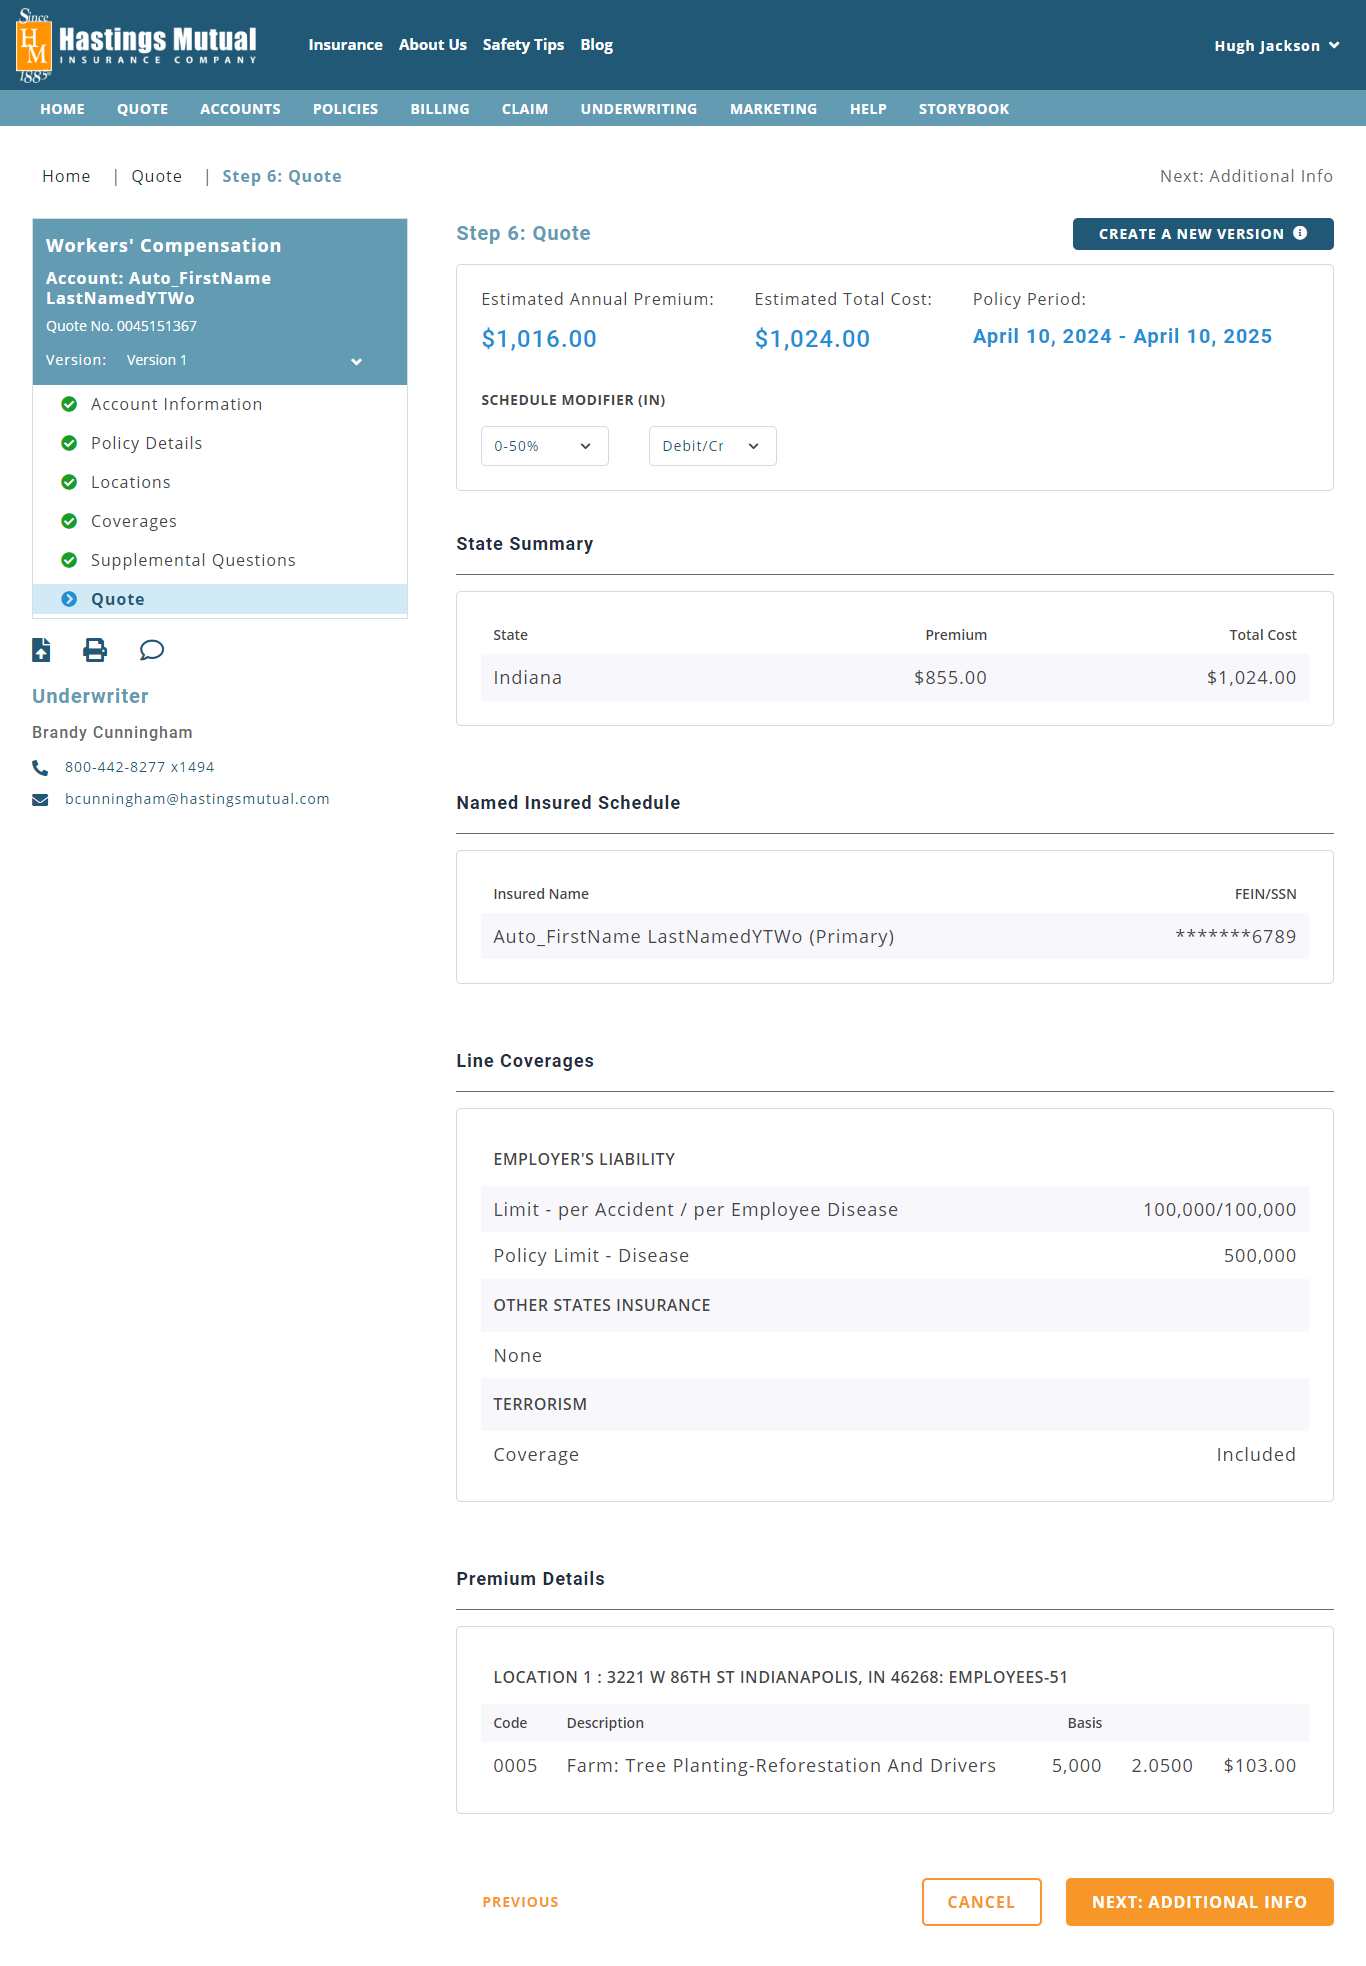 Since
HM
1885
Hastings Mutual
INSURANCE COMPANY
Insurance About Us Safety Tips Blog
Hugh Jackson
HOME QUOTE ACCOUNTS POLICIES BILLING CLAIM UNDERWRITING MARKETING HELP STORYBOOK
Home | Quote | Step 6: Quote
Next: Additional Info
Workers' Compensation
Account: Auto_FirstName
LastNamedYTWo
Quote No. 0045151367
Version: Version 1
Account Information
Policy Details
Locations
Coverages
Supplemental Questions
Quote
Underwriter
Brandy Cunningham
800-442-8277 x1494
bcunningham@hastingsmutual.com
Step 6: Quote
CREATE A NEW VERSION
Estimated Annual Premium: Estimated Total Cost: Policy Period:
$1,016.00 $1,024.00 April 10, 2024 - April 10, 2025
SCHEDULE MODIFIER (IN)
0-50% Debit/Cr
State Summary
State Premium Total Cost
Indiana $855.00 $1,024.00
Named Insured Schedule
Insured Name FEIN/SSN
Auto_FirstName LastNamedYTWo (Primary) *******6789
Line Coverages
EMPLOYER'S LIABILITY
Limit - per Accident / per Employee Disease 100,000/100,000
Policy Limit - Disease 500,000
OTHER STATES INSURANCE
None
TERRORISM
Coverage Included
Premium Details
LOCATION 1 : 3221 W 86TH ST INDIANAPOLIS, IN 46268: EMPLOYEES-51
Code Description Basis
0005 Farm: Tree Planting-Reforestation And Drivers 5,000 2.0500 $103.00
PREVIOUS CANCEL NEXT: ADDITIONAL INFO